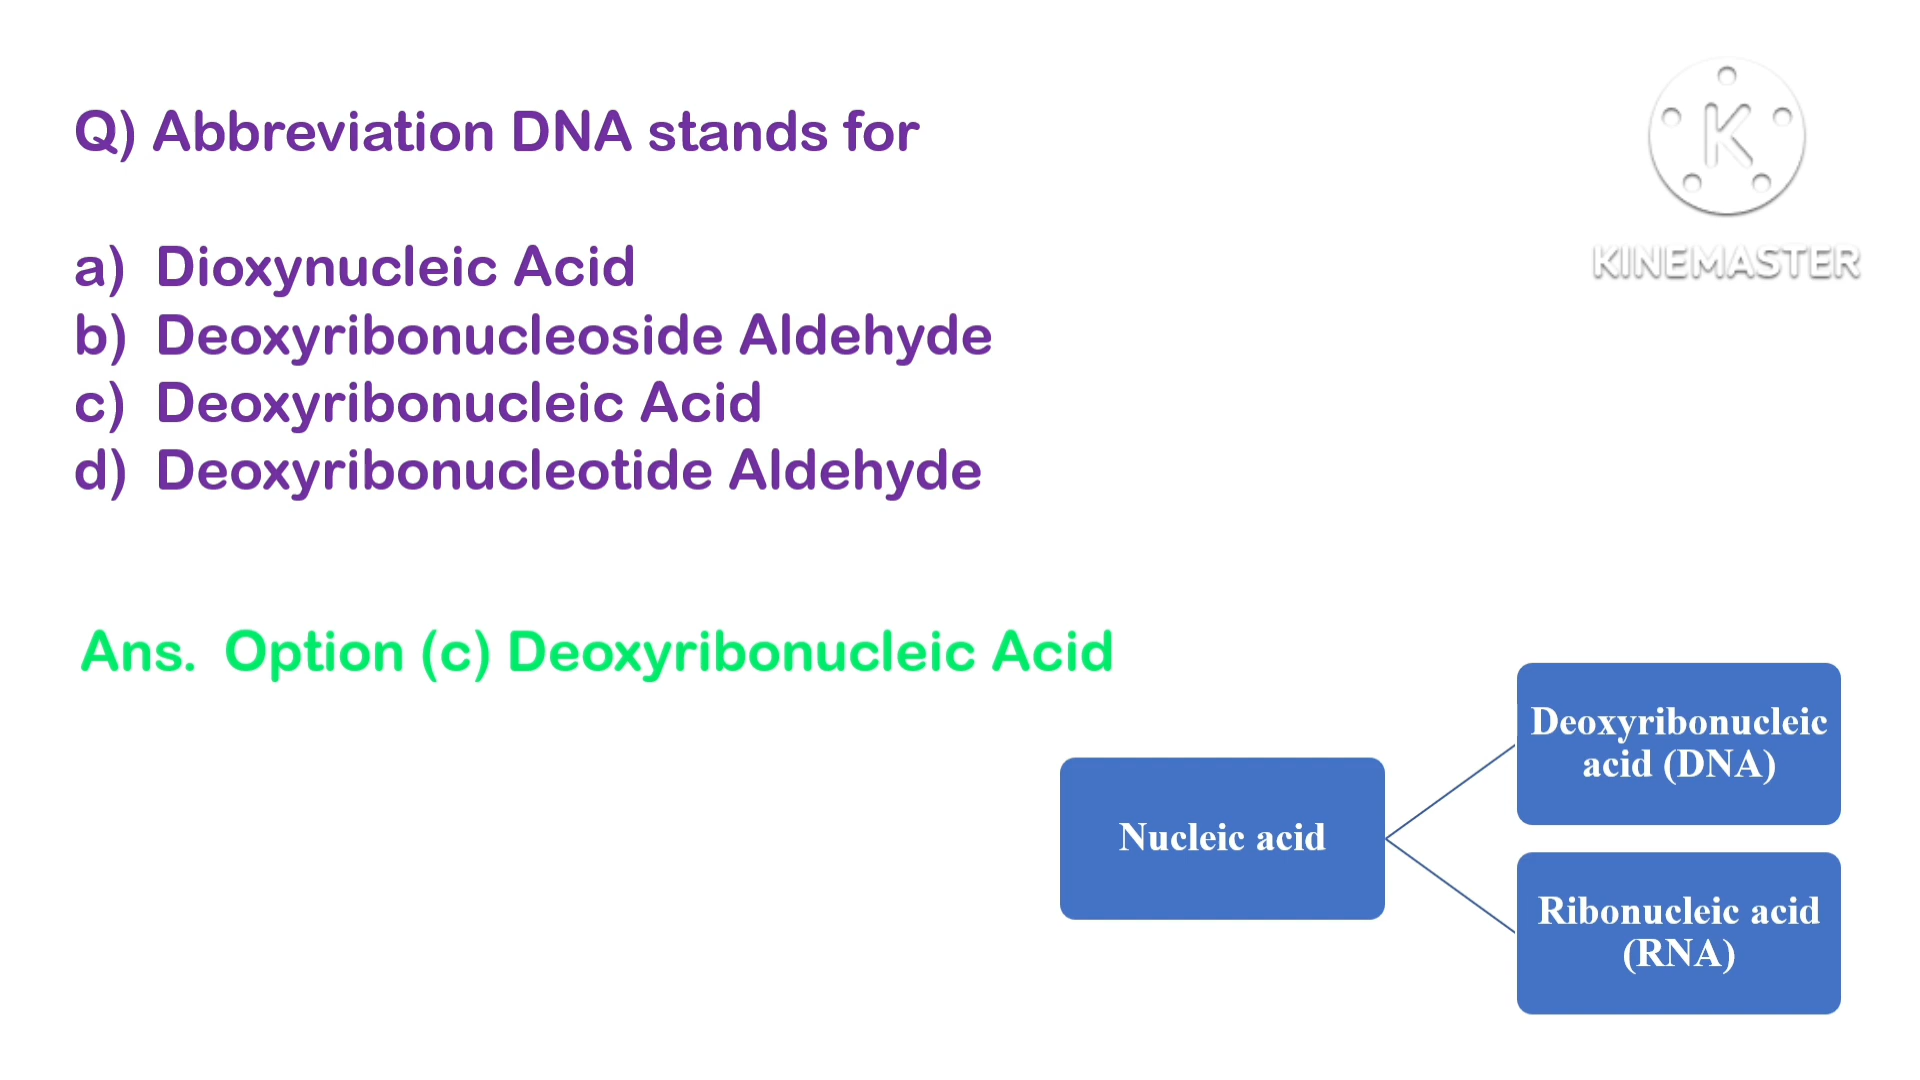 Q) Abbreviation DNA stands for
a) Dioxynucleic Acid
b) Deoxyribonucleoside Aldehyde
c) Deoxyribonucleic Acid
d) Deoxyribonucleotide Aldehyde
Ans. Option (c) Deoxyribonucleic Acid
K
KINEMASTER
Nucleic acid
Deoxyribonucleic
acid (DNA)
Ribonucleic acid
(RNA)